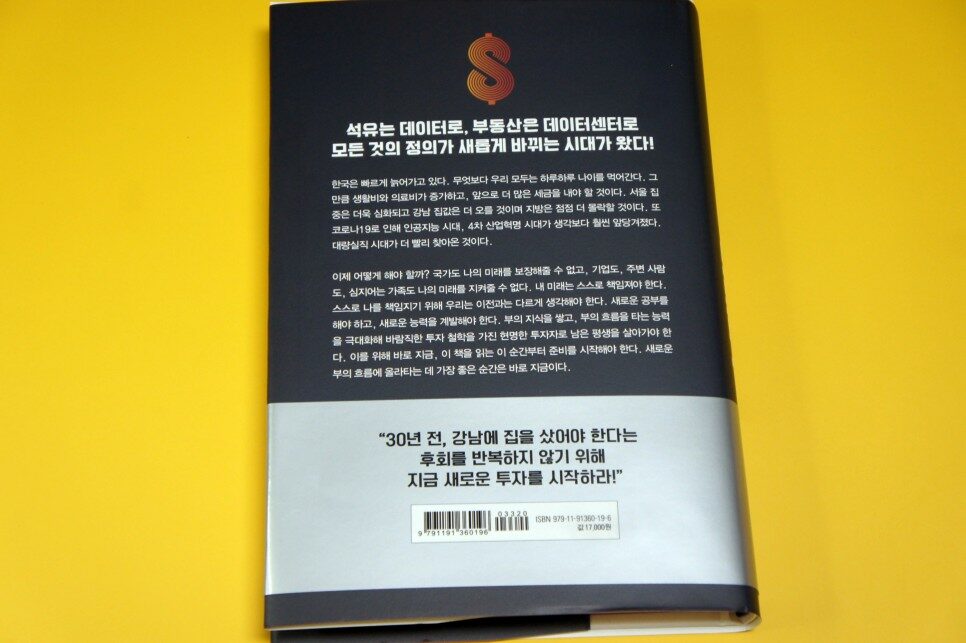 석유는 데이터로, 부동산은 데이터센터로
모든 것의 정의가 새롭게 바뀌는 시대가 왔다!
한국은 빠르게 늙어가고 있다. 무엇보다 우리 모두는 하루하루 나이를 먹어간다. 그
만큼 생활비와 의료비가 증가하고, 앞으로 더 많은 세금을 내야 할 것이다. 서울 집
중은 더욱 심화되고 강남 집값은 더 오를 것이며 지방은 점점 더 몰락할 것이다. 또
코로나19로 인해 인공지능 시대, 4차 산업혁명 시대가 생각보다 훨씬 앞당겨졌다.
대량실직 시대가 더 빨리 찾아온 것이다.
이제 어떻게 해야 할까? 국가도 나의 미래를 보장해줄 수 없고, 기업도, 주변 사람
도, 심지어는 가족도 나의 미래를 지켜줄 수 없다. 내 미래는 스스로 책임져야 한다.
스스로 나를 책임지기 위해 우리는 이전과는 다르게 생각해야 한다. 새로운 공부를
해야 하고, 새로운 능력을 계발해야 한다. 부의 지식을 쌓고, 부의 흐름을 타는 능력
을 극대화해 바람직한 투자 철학을 가진 현명한 투자자로 남은 평생을 살아가야 한
다. 이를 위해 바로 지금, 이 책을 읽는 이 순간부터 준비를 시작해야 한다. 새로운
부의 흐름에 올라타는 데 가장 좋은 순간은 바로 지금이다.
“30년 전, 강남에 집을 샀어야 한다는
후회를 반복하지 않기 위해
지금 새로운 투자를 시작하라!”
03320
ISBN 979-11-91360-19-6
값 17,000원
9 791191 360196